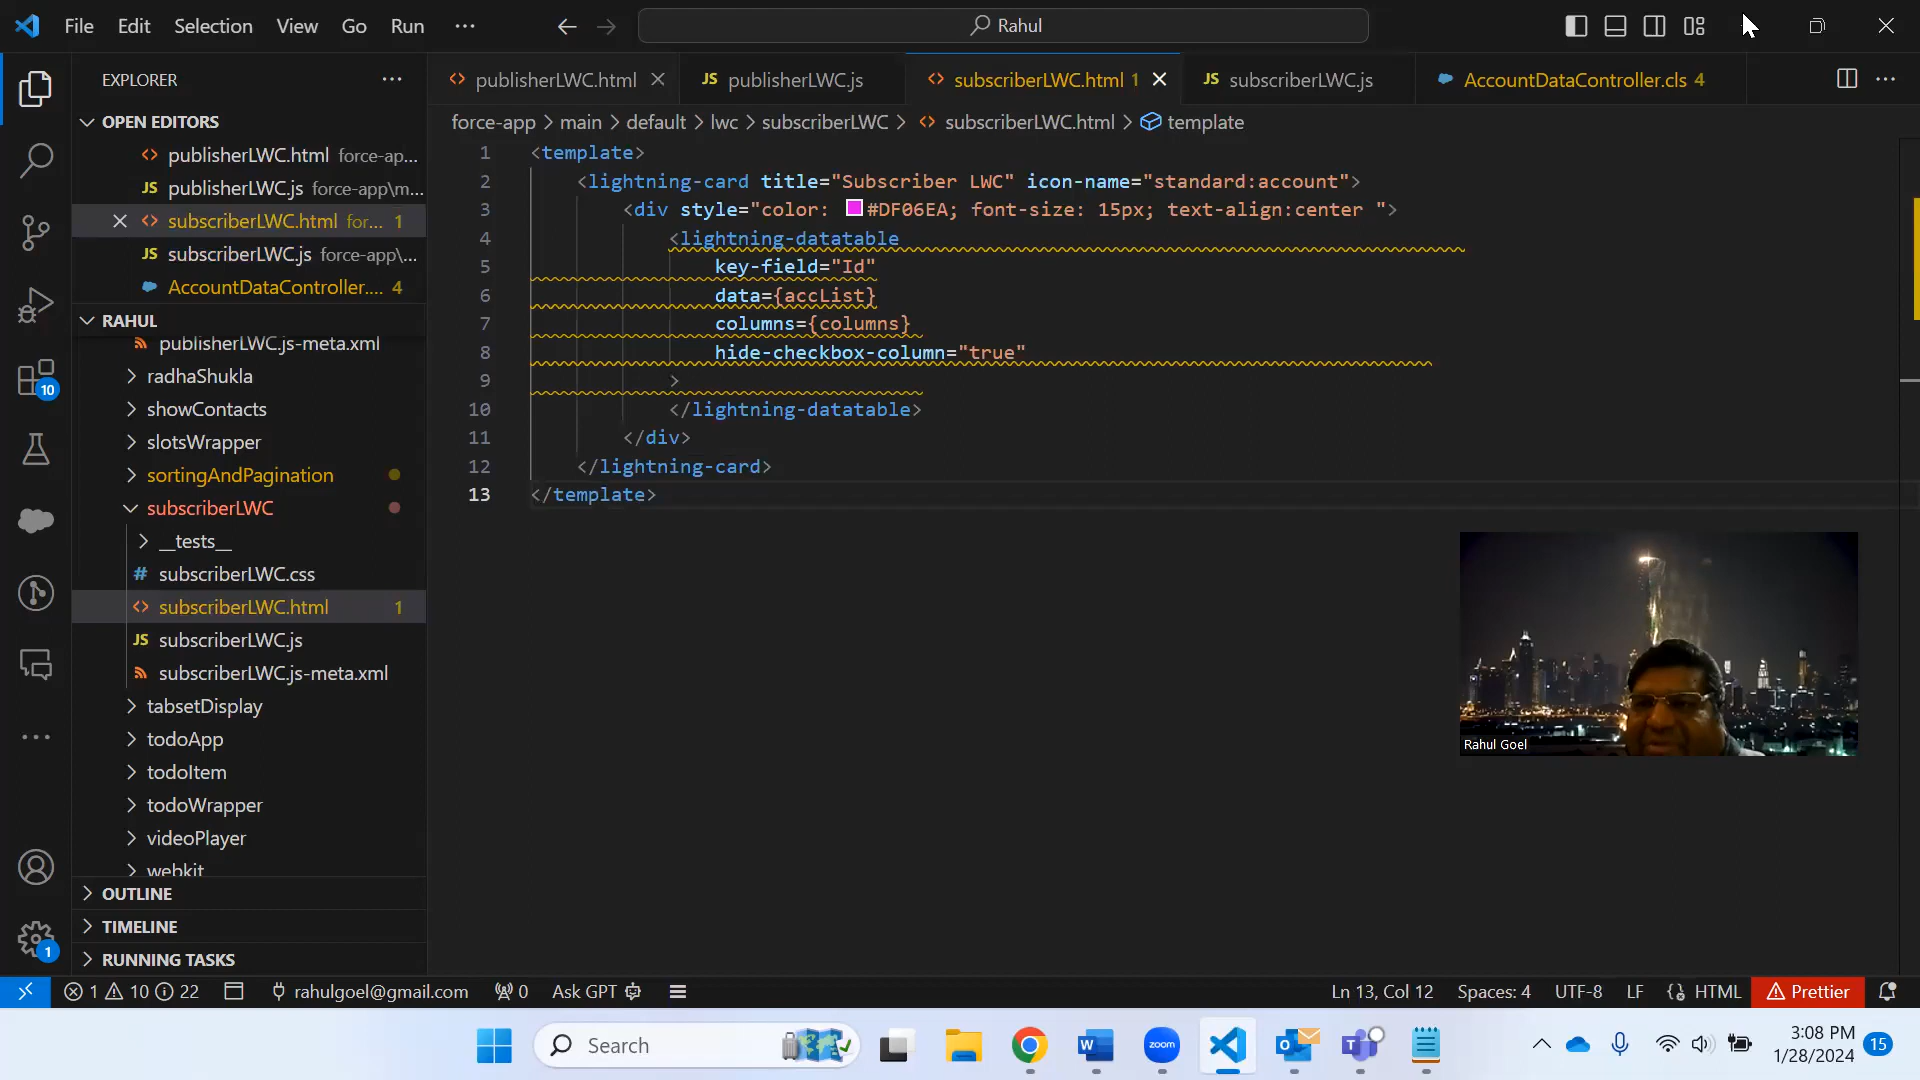 File Edit Selection View Go Run ···
Rahul
EXPLORER ···
publisherLWC.html
JS publisherLWC.js
subscriberLWC.html 1
JS subscriberLWC.js
AccountDataController.cls 4
force-app > main > default > lwc > subscriberLWC > subscriberLWC.html > template
OPEN EDITORS
publisherLWC.html force-ap...
JS publisherLWC.js force-app\m...
subscriberLWC.html for... 1
JS subscriberLWC.js force-app\...
AccountDataController.... 4
RAHUL
publisherLWC.js-meta.xml
radhaShukla
showContacts
slotsWrapper
sortingAndPagination
subscriberLWC
__tests__
# subscriberLWC.css
subscriberLWC.html 1
JS subscriberLWC.js
subscriberLWC.js-meta.xml
tabsetDisplay
todoApp
todoItem
todoWrapper
videoPlayer
webkit
OUTLINE
TIMELINE
RUNNING TASKS
10
1
1 <template>
2 <lightning-card title="Subscriber LWC" icon-name="standard:account">
3 <div style="color: #DF06EA; font-size: 15px; text-align:center ">
4 <lightning-datatable
5 key-field="Id"
6 data={accList}
7 columns={columns}
8 hide-checkbox-column="true"
9 >
10 </lightning-datatable>
11 </div>
12 </lightning-card>
13 </template>
Rahul Goel
1 10 22 rahulgoel@gmail.com 0 Ask GPT Ln 13, Col 12 Spaces: 4 UTF-8 LF HTML Prettier
Search
W
zoom
3:08 PM
1/28/2024
15